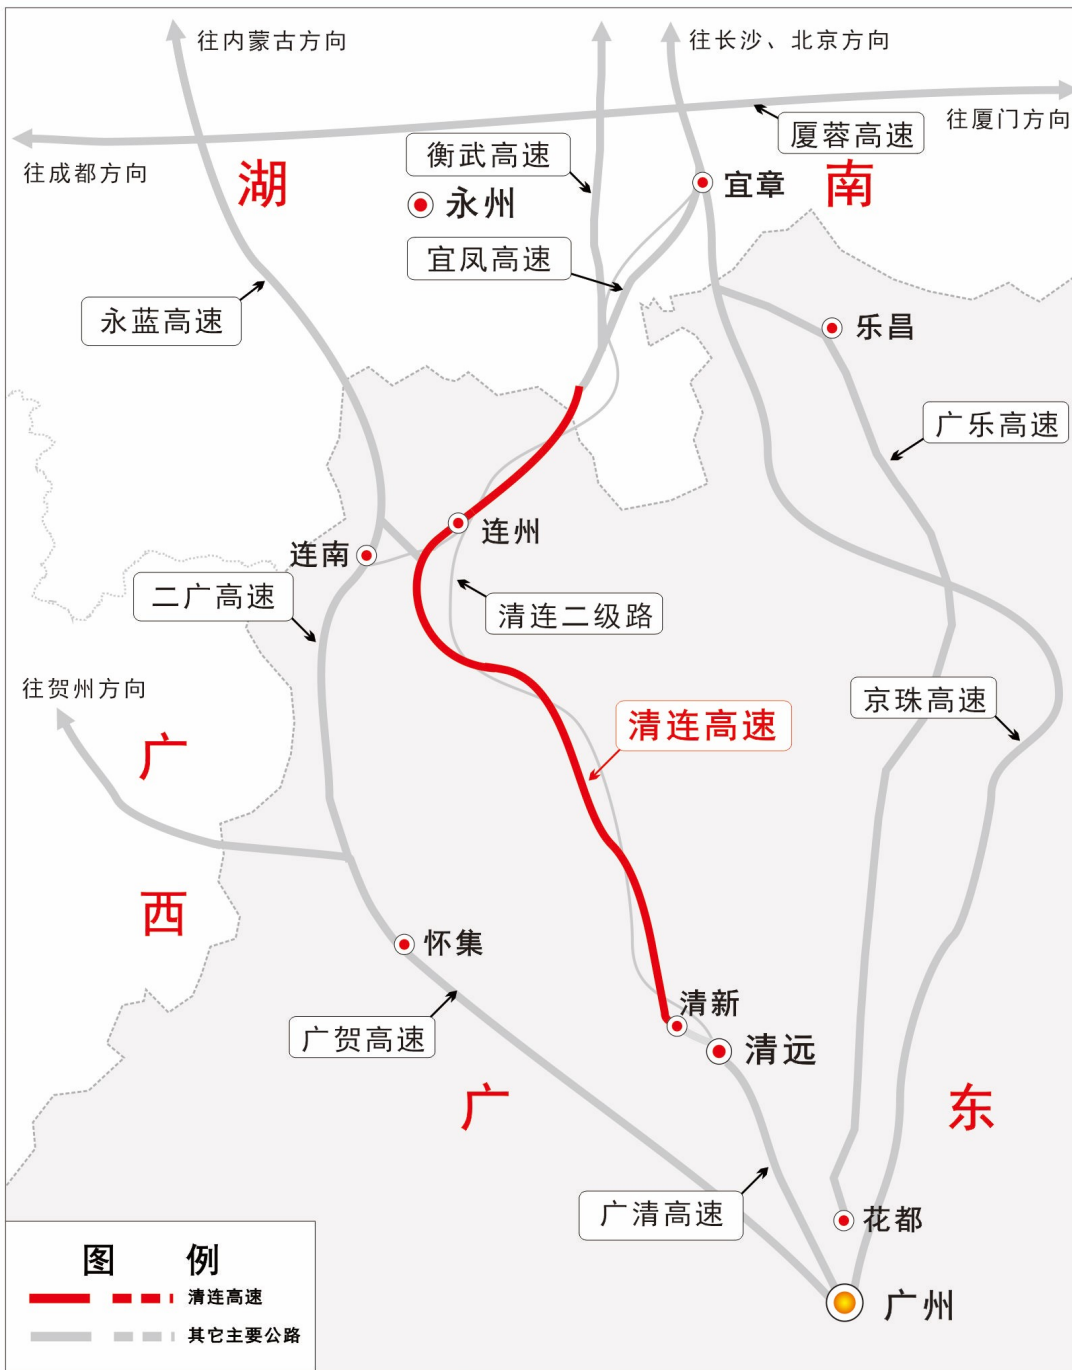 往内蒙古方向
往长沙、北京方向
往厦门方向
厦蓉高速
往成都方向
衡武高速
湖
南
宜章
永州
宜凤高速
永蓝高速
乐昌
广乐高速
连州
连南
二广高速
清连二级路
往贺州方向
京珠高速
清连高速
广
西
怀集
清新
广贺高速
清远
广
东
广清高速
花都
图 例
清连高速
其它主要公路
广州